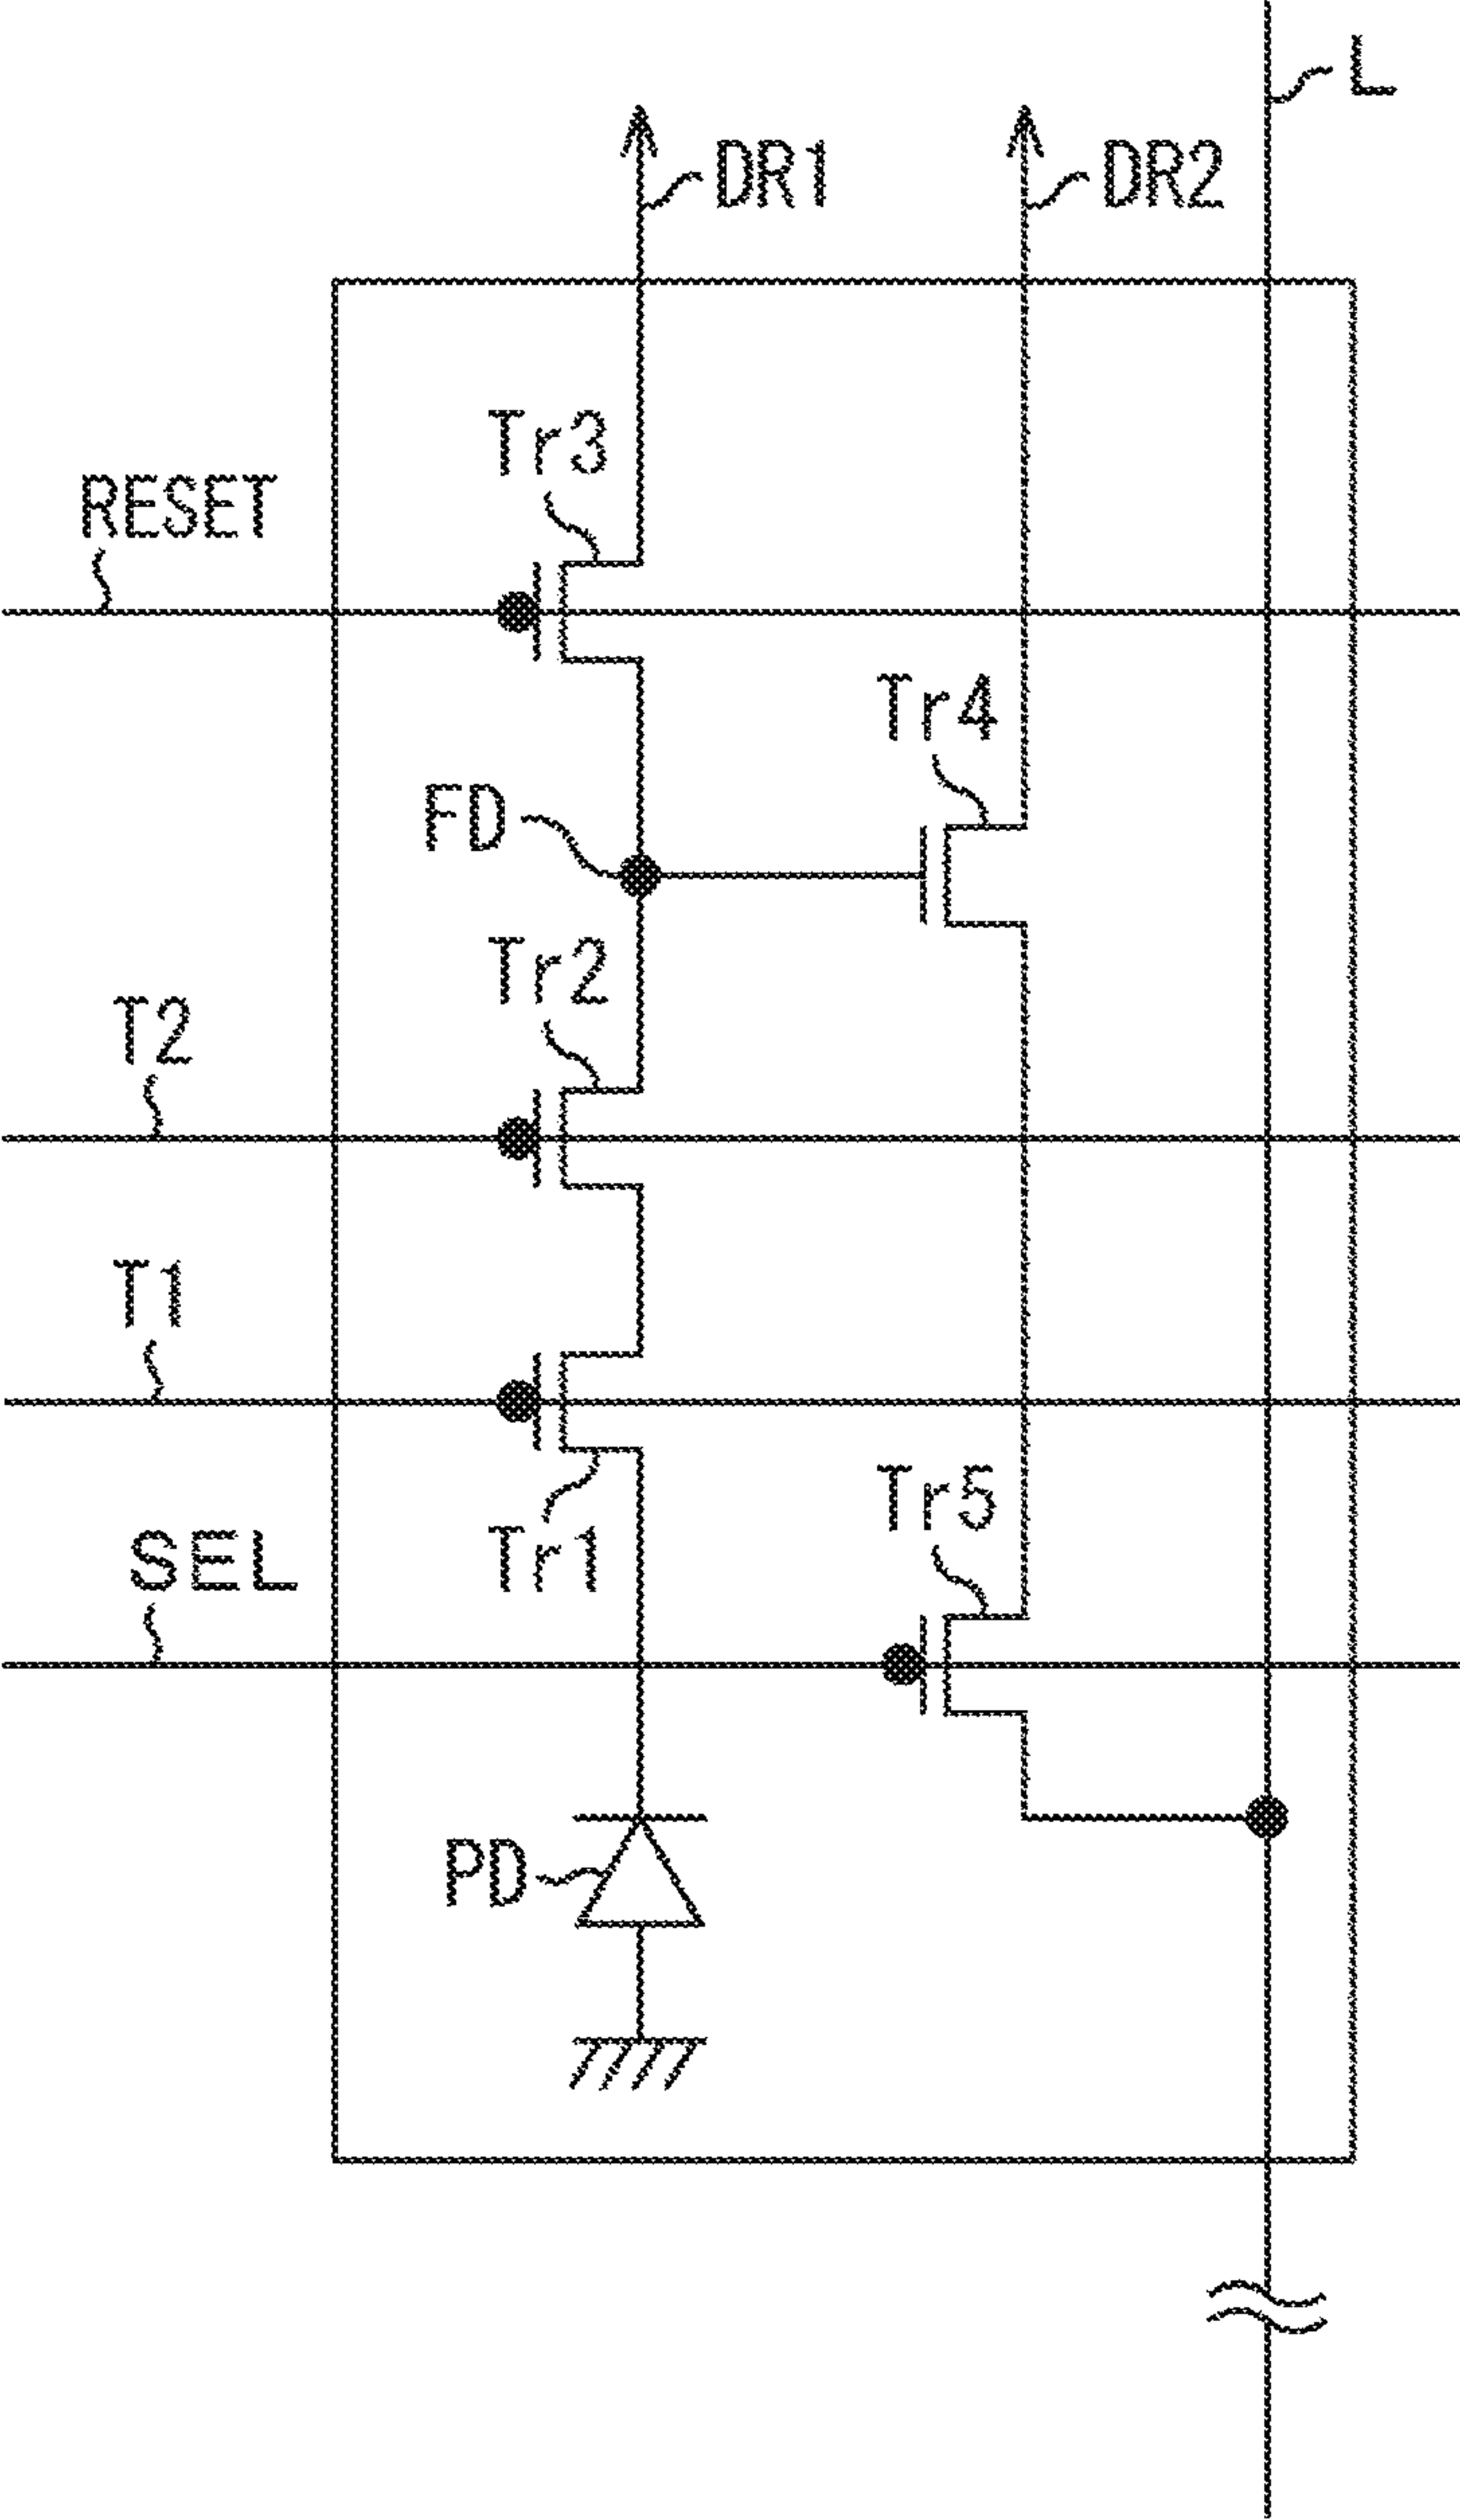 L
DR1
DR2
Tr3
RESET
Tr4
FD
Tr2
T2
T1
Tr5
Tr1
SEL
PD